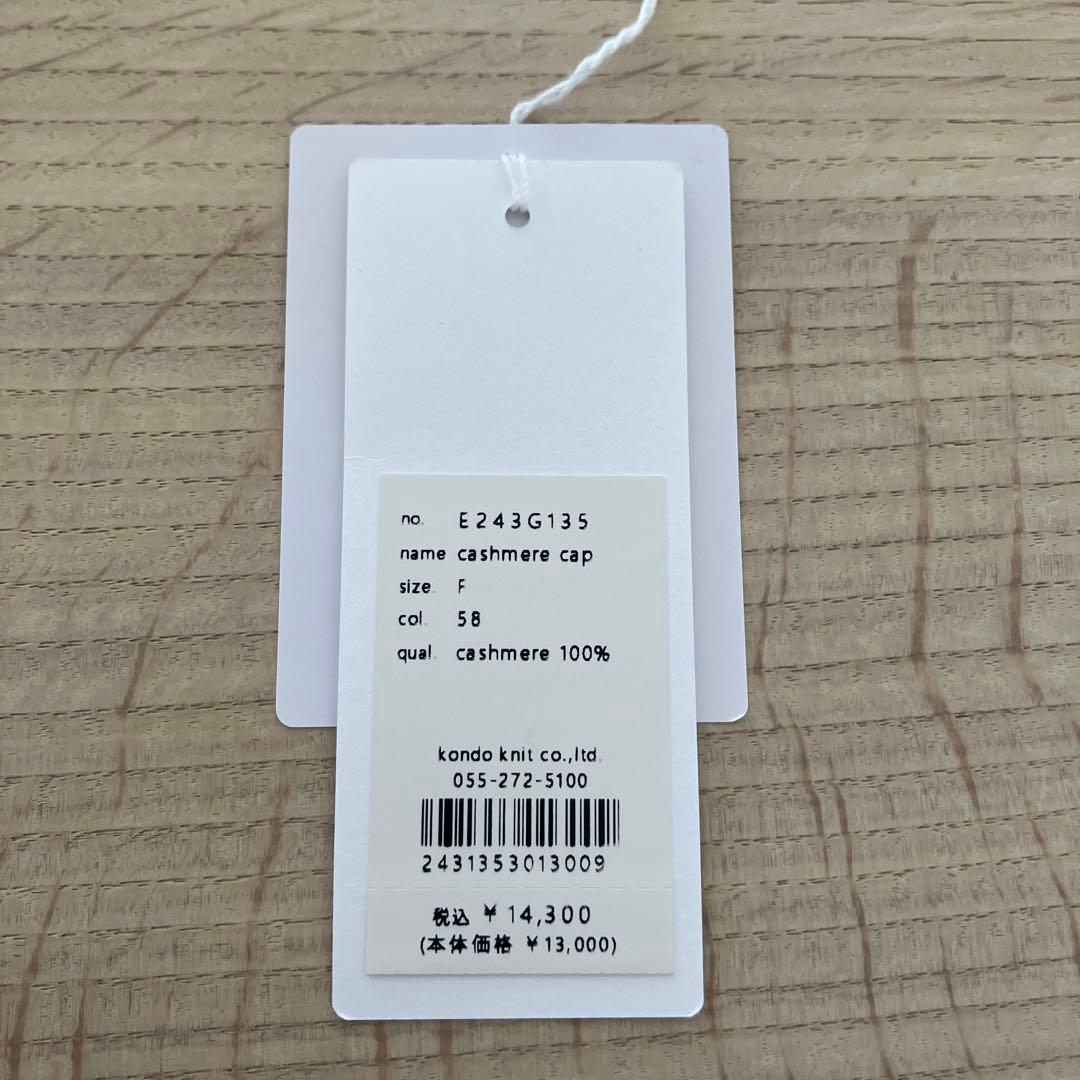 no. E243G135
name cashmere cap
size. F
col. 58
qual. cashmere 100%
kondo knit co.,ltd.
055-272-5100
2431353013009
税込 ￥14,300
(本体価格 ￥13,000)